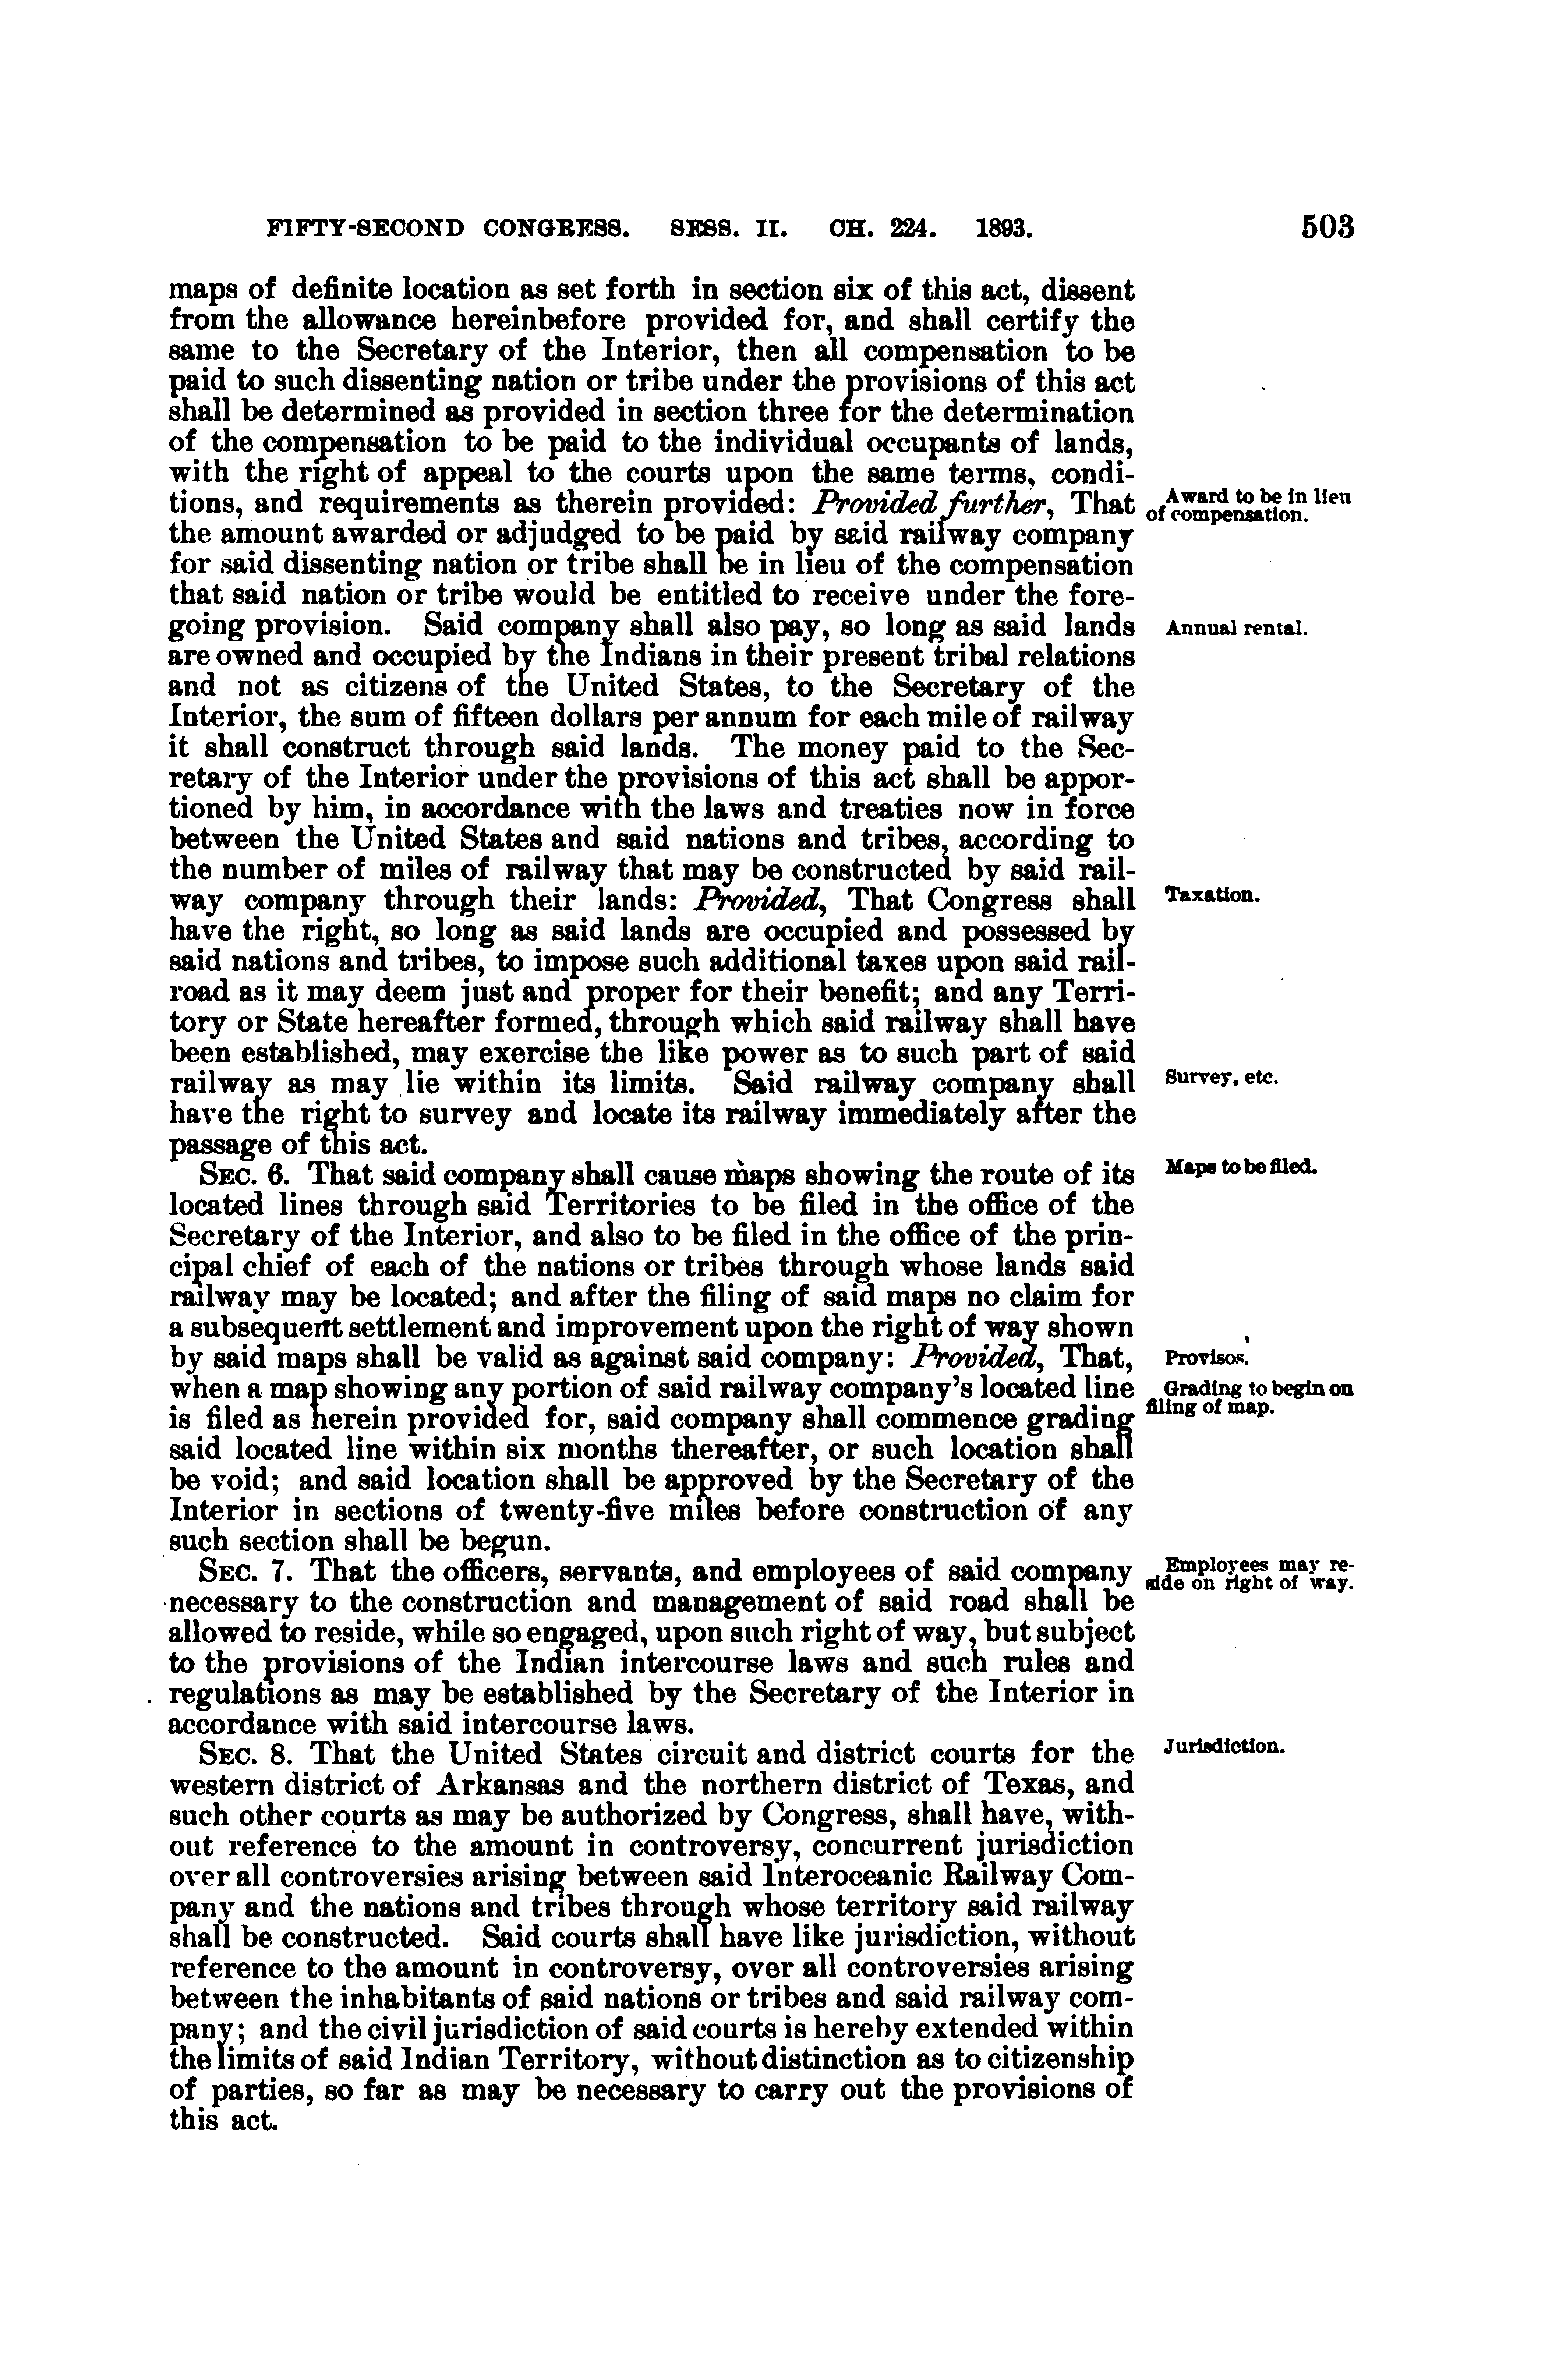 FIFTY-SECOND CONGRESS. SESS. II. CH. 224. 1893. 503
maps of definite location as set forth in section six of this act, dissent
from the allowance hereinbefore provided for, and shall certify the
same to the Secretary of the Interior, then all compensation to be
paid to such dissenting nation or tribe under the provisions of this act
shall be determined as provided in section three for the determination
of the compensation to be paid to the individual occupants of lands,
with the right of appeal to the courts upon the same terms, condi-
tions, and requirements as therein provided: Provided further, That
the amount awarded or adjudged to be paid by said railway company
for said dissenting nation or tribe shall be in lieu of the compensation
that said nation or tribe would be entitled to receive under the fore-
going provision. Said company shall also pay, so long as said lands
are owned and occupied by the Indians in their present tribal relations
and not as citizens of the United States, to the Secretary of the
Interior, the sum of fifteen dollars per annum for each mile of railway
it shall construct through said lands. The money paid to the Sec-
retary of the Interior under the provisions of this act shall be appor-
tioned by him, in accordance with the laws and treaties now in force
between the United States and said nations and tribes, according to
the number of miles of railway that may be constructed by said rail-
way company through their lands: Provided, That Congress shall
have the right, so long as said lands are occupied and possessed by
said nations and tribes, to impose such additional taxes upon said rail-
road as it may deem just and proper for their benefit; and any Terri-
tory or State hereafter formed, through which said railway shall have
been established, may exercise the like power as to such part of said
railway as may lie within its limits. Said railway company shall
have the right to survey and locate its railway immediately after the
passage of this act.
SEC. 6. That said company shall cause maps showing the route of its
located lines through said Territories to be filed in the office of the
Secretary of the Interior, and also to be filed in the office of the prin-
cipal chief of each of the nations or tribes through whose lands said
railway may be located; and after the filing of said maps no claim for
a subsequent settlement and improvement upon the right of way shown
by said maps shall be valid as against said company: Provided, That,
when a map showing any portion of said railway company's located line
is filed as herein provided for, said company shall commence grading
said located line within six months thereafter, or such location shall
be void; and said location shall be approved by the Secretary of the
Interior in sections of twenty-five miles before construction of any
such section shall be begun.
SEC. 7. That the officers, servants, and employees of said company
necessary to the construction and management of said road shall be
allowed to reside, while so engaged, upon such right of way, but subject
to the provisions of the Indian intercourse laws and such rules and
regulations as may be established by the Secretary of the Interior in
accordance with said intercourse laws.
SEC. 8. That the United States circuit and district courts for the
western district of Arkansas and the northern district of Texas, and
such other courts as may be authorized by Congress, shall have, with-
out reference to the amount in controversy, concurrent jurisdiction
over all controversies arising between said Interoceanic Railway Com-
pany and the nations and tribes through whose territory said railway
shall be constructed. Said courts shall have like jurisdiction, without
reference to the amount in controversy, over all controversies arising
between the inhabitants of said nations or tribes and said railway com-
pany; and the civil jurisdiction of said courts is hereby extended within
the limits of said Indian Territory, without distinction as to citizenship
of parties, so far as may be necessary to carry out the provisions of
this act.
Award to be in lieu
of compensation.
Annual rental.
Taxation.
Survey, etc.
Maps to be filed.
Provisos.
Grading to begin on
filing of map.
Employees may re-
side on right of way.
Jurisdiction.